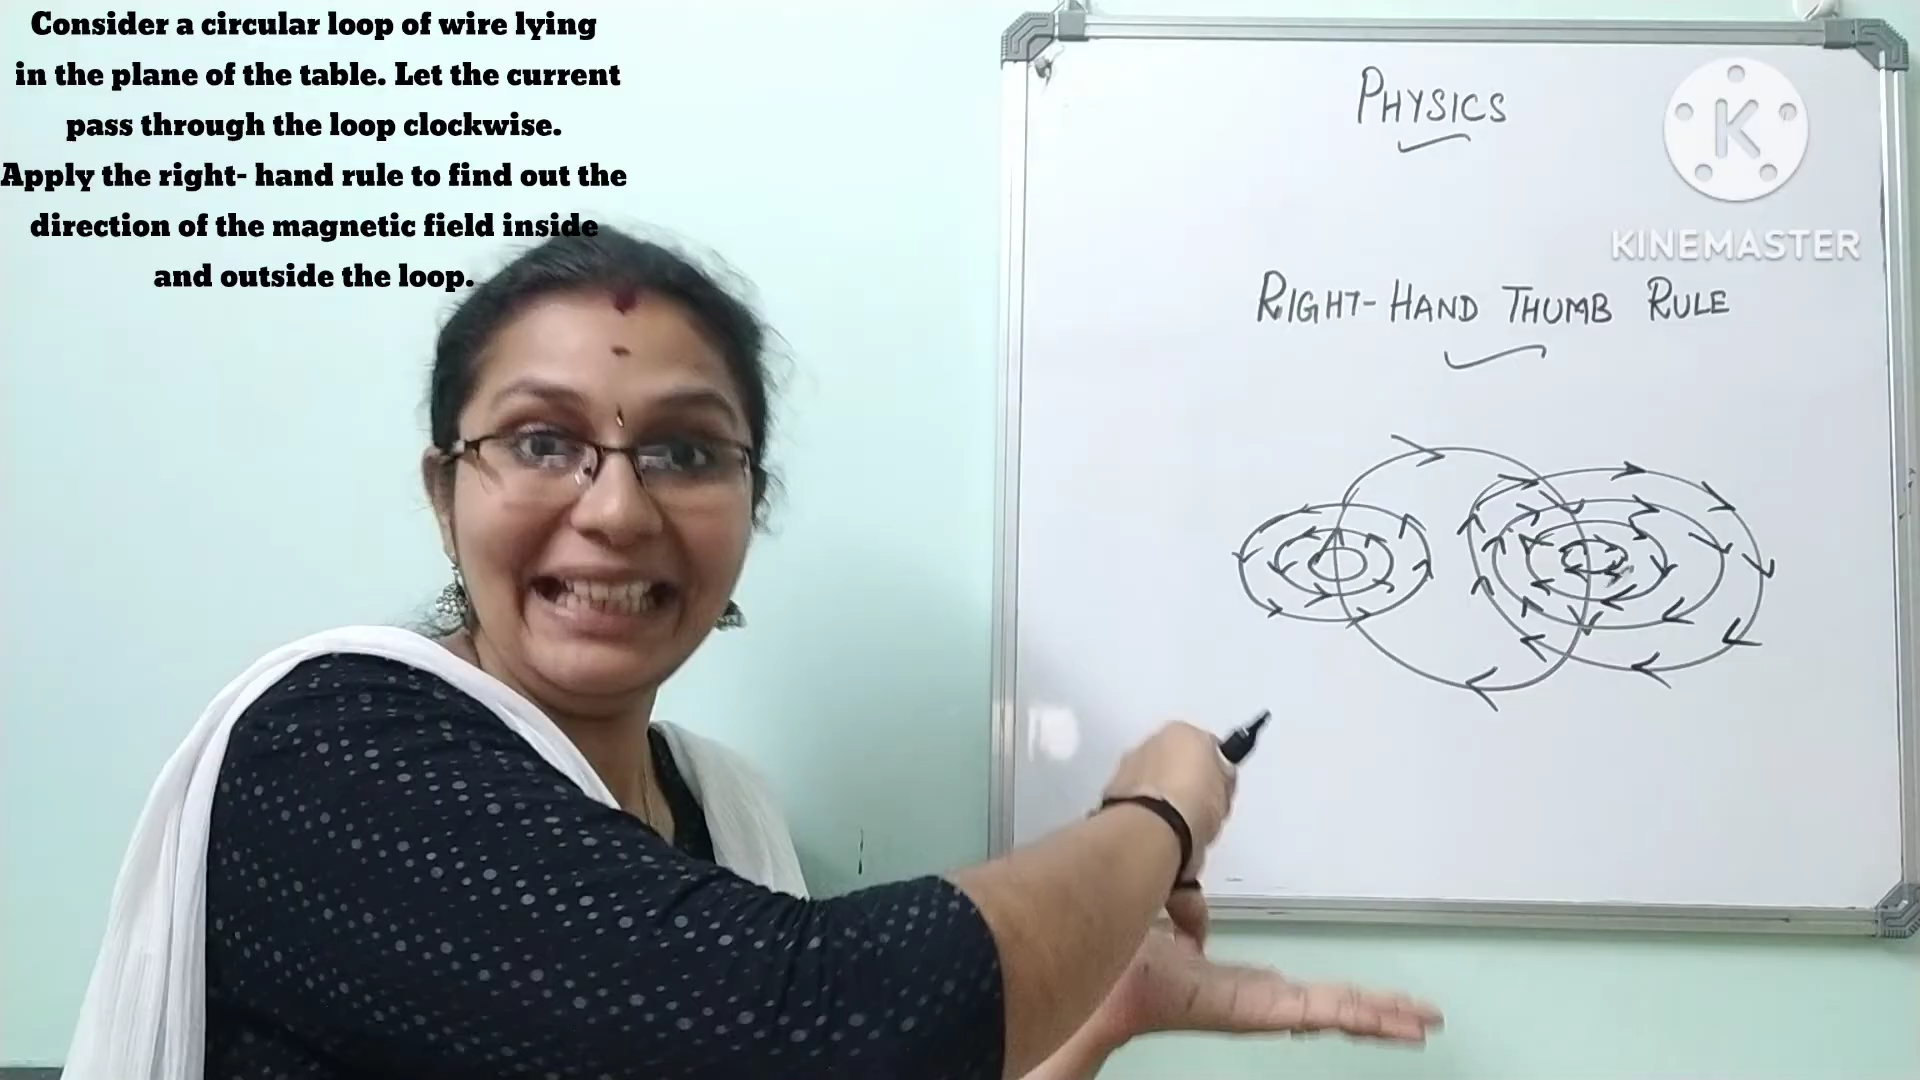 Consider a circular loop of wire lying
in the plane of the table. Let the current
pass through the loop clockwise.
Apply the right- hand rule to find out the
direction of the magnetic field inside
and outside the loop.
PHYSICS
K
KINEMASTER
RIGHT-HAND THUMB RULE